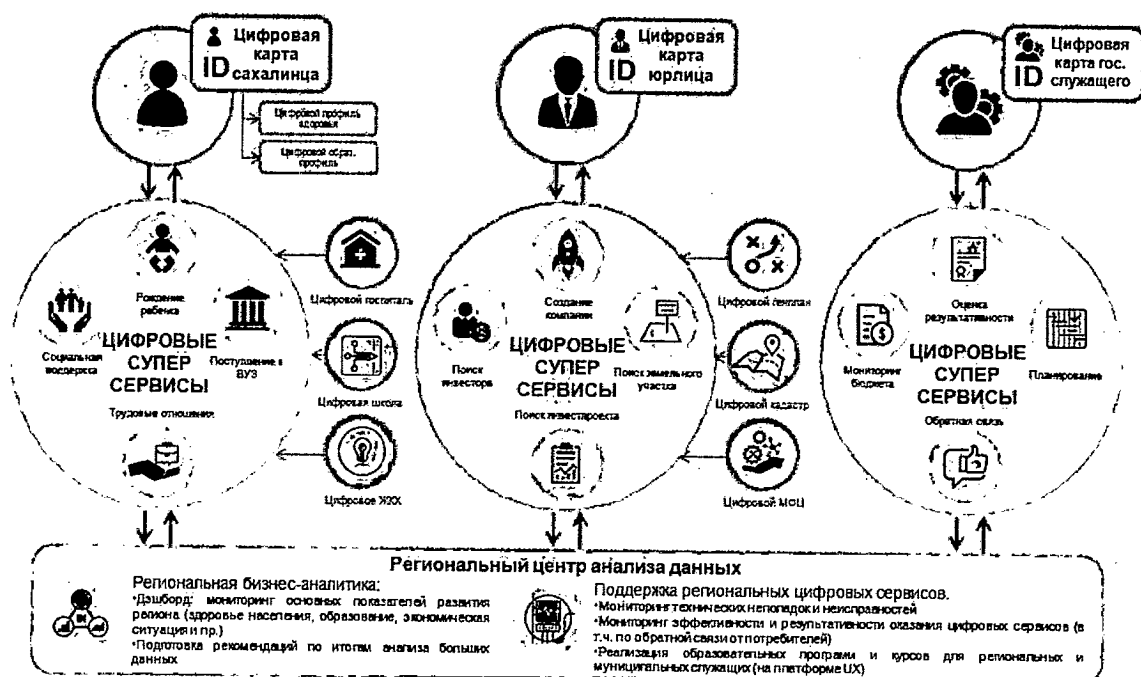 Цифровая
карта
ID сахалинца
Цифровой профиль
здоровья
Цифровой образ.
профиль
Цифровая
карта
ID юрлица
Цифровая
карта гос.
ID служащего
Рождение
ребенка
Социальная
поддержка
Поступление в
ВУЗ
ЦИФРОВЫЕ
СУПЕР
СЕРВИСЫ
Трудовые отношения
Цифровой госпиталь
Цифровая школа
Цифровое ЖКХ
Создание
компании
Поиск
инвестора
Поиск земельного
участка
ЦИФРОВЫЕ
СУПЕР
СЕРВИСЫ
Поиск инвестпроекта
Цифровой генплан
Цифровой кадастр
Цифровой МФЦ
Оценка
результативности
Мониторинг
бюджета
Планирование
ЦИФРОВЫЕ
СУПЕР
СЕРВИСЫ
Обратная связь
Региональный центр анализа данных
Региональная бизнес-аналитика:
•Дэшборд: мониторинг основных показателей развития
региона (здоровье населения, образование, экономическая
ситуация и пр.)
•Подготовка рекомендаций по итогам анализа больших
данных
BI
Поддержка региональных цифровых сервисов.
•Мониторинг технических неполадок и неисправностей
•Мониторинг эффективности и результативности оказания цифровых сервисов (в
т.ч. по обратной связи от потребителей)
•Реализация образовательных программ и курсов для региональных и
муниципальных служащих (на платформе UX)